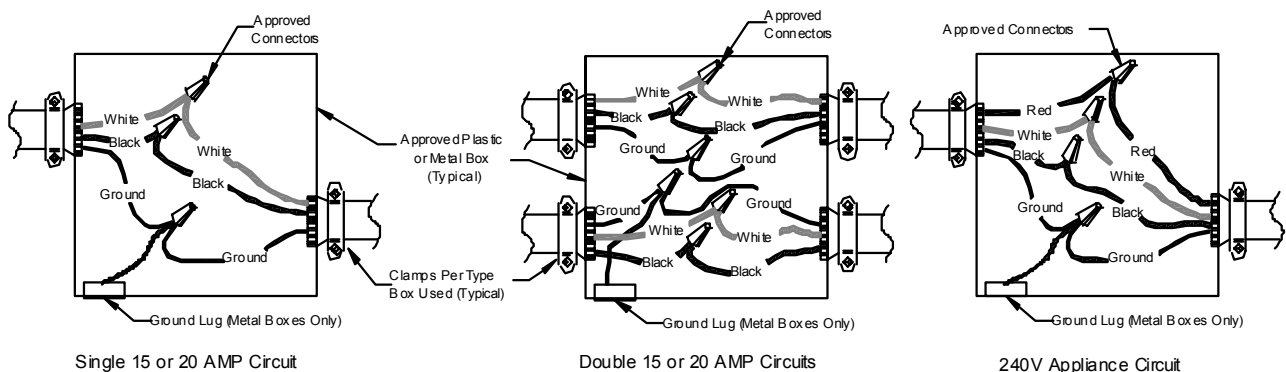 Approved
Connectors
White
Black
White
Black
Ground
Ground
Ground Lug (Metal Boxes Only)
Single 15 or 20 AMP Circuit
Approved Plastic
or Metal Box
(Typical)
Clamps Per Type
Box Used (Typical)
Approved
Connectors
White
White
Black
Black
Ground
Ground
Ground
Ground
White
White
Black
Black
Ground Lug (Metal Boxes Only)
Double 15 or 20 AMP Circuits
Approved Connectors
Red
White
Black
Red
White
Ground
Black
Ground
Ground Lug (Metal Boxes Only)
240V Appliance Circuit